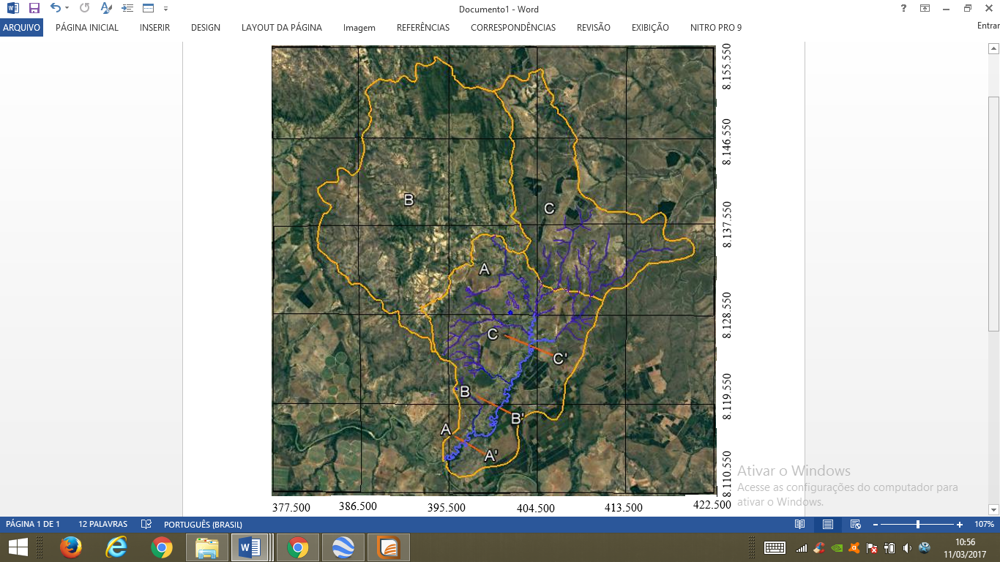 Documento1 - Word
ARQUIVO PÁGINA INICIAL INSERIR DESIGN LAYOUT DA PÁGINA Imagem REFERÊNCIAS CORRESPONDÊNCIAS REVISÃO EXIBIÇÃO NITRO PRO 9 Entrar
8.155.550
8.146.550
B
C
8.137.550
A
8.128.550
C
C'
B
8.119.550
B'
A
A'
8.110.550
377.500 386.500 395.500 404.500 413.500 422.500
Ativar o Windows
Acesse as configurações do computador para
ativar o Windows.
PÁGINA 1 DE 1 12 PALAVRAS PORTUGUÊS (BRASIL) 107%
10:56
11/03/2017